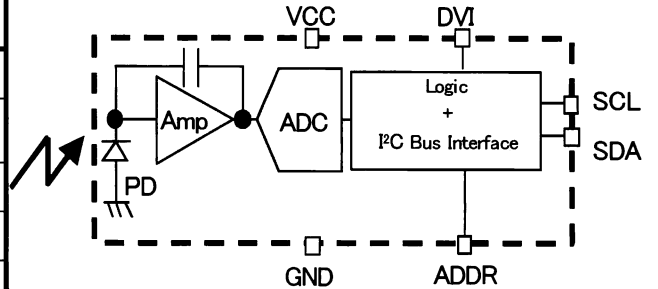 VCC
DVI
Amp
ADC
Logic
+
I²C Bus Interface
SCL
SDA
PD
GND
ADDR